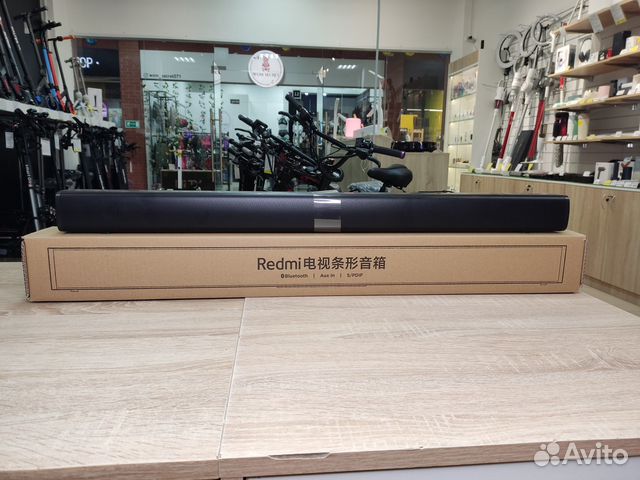 Redmi电视条形音箱
Bluetooth | Aux in | S/PDIF
Avito